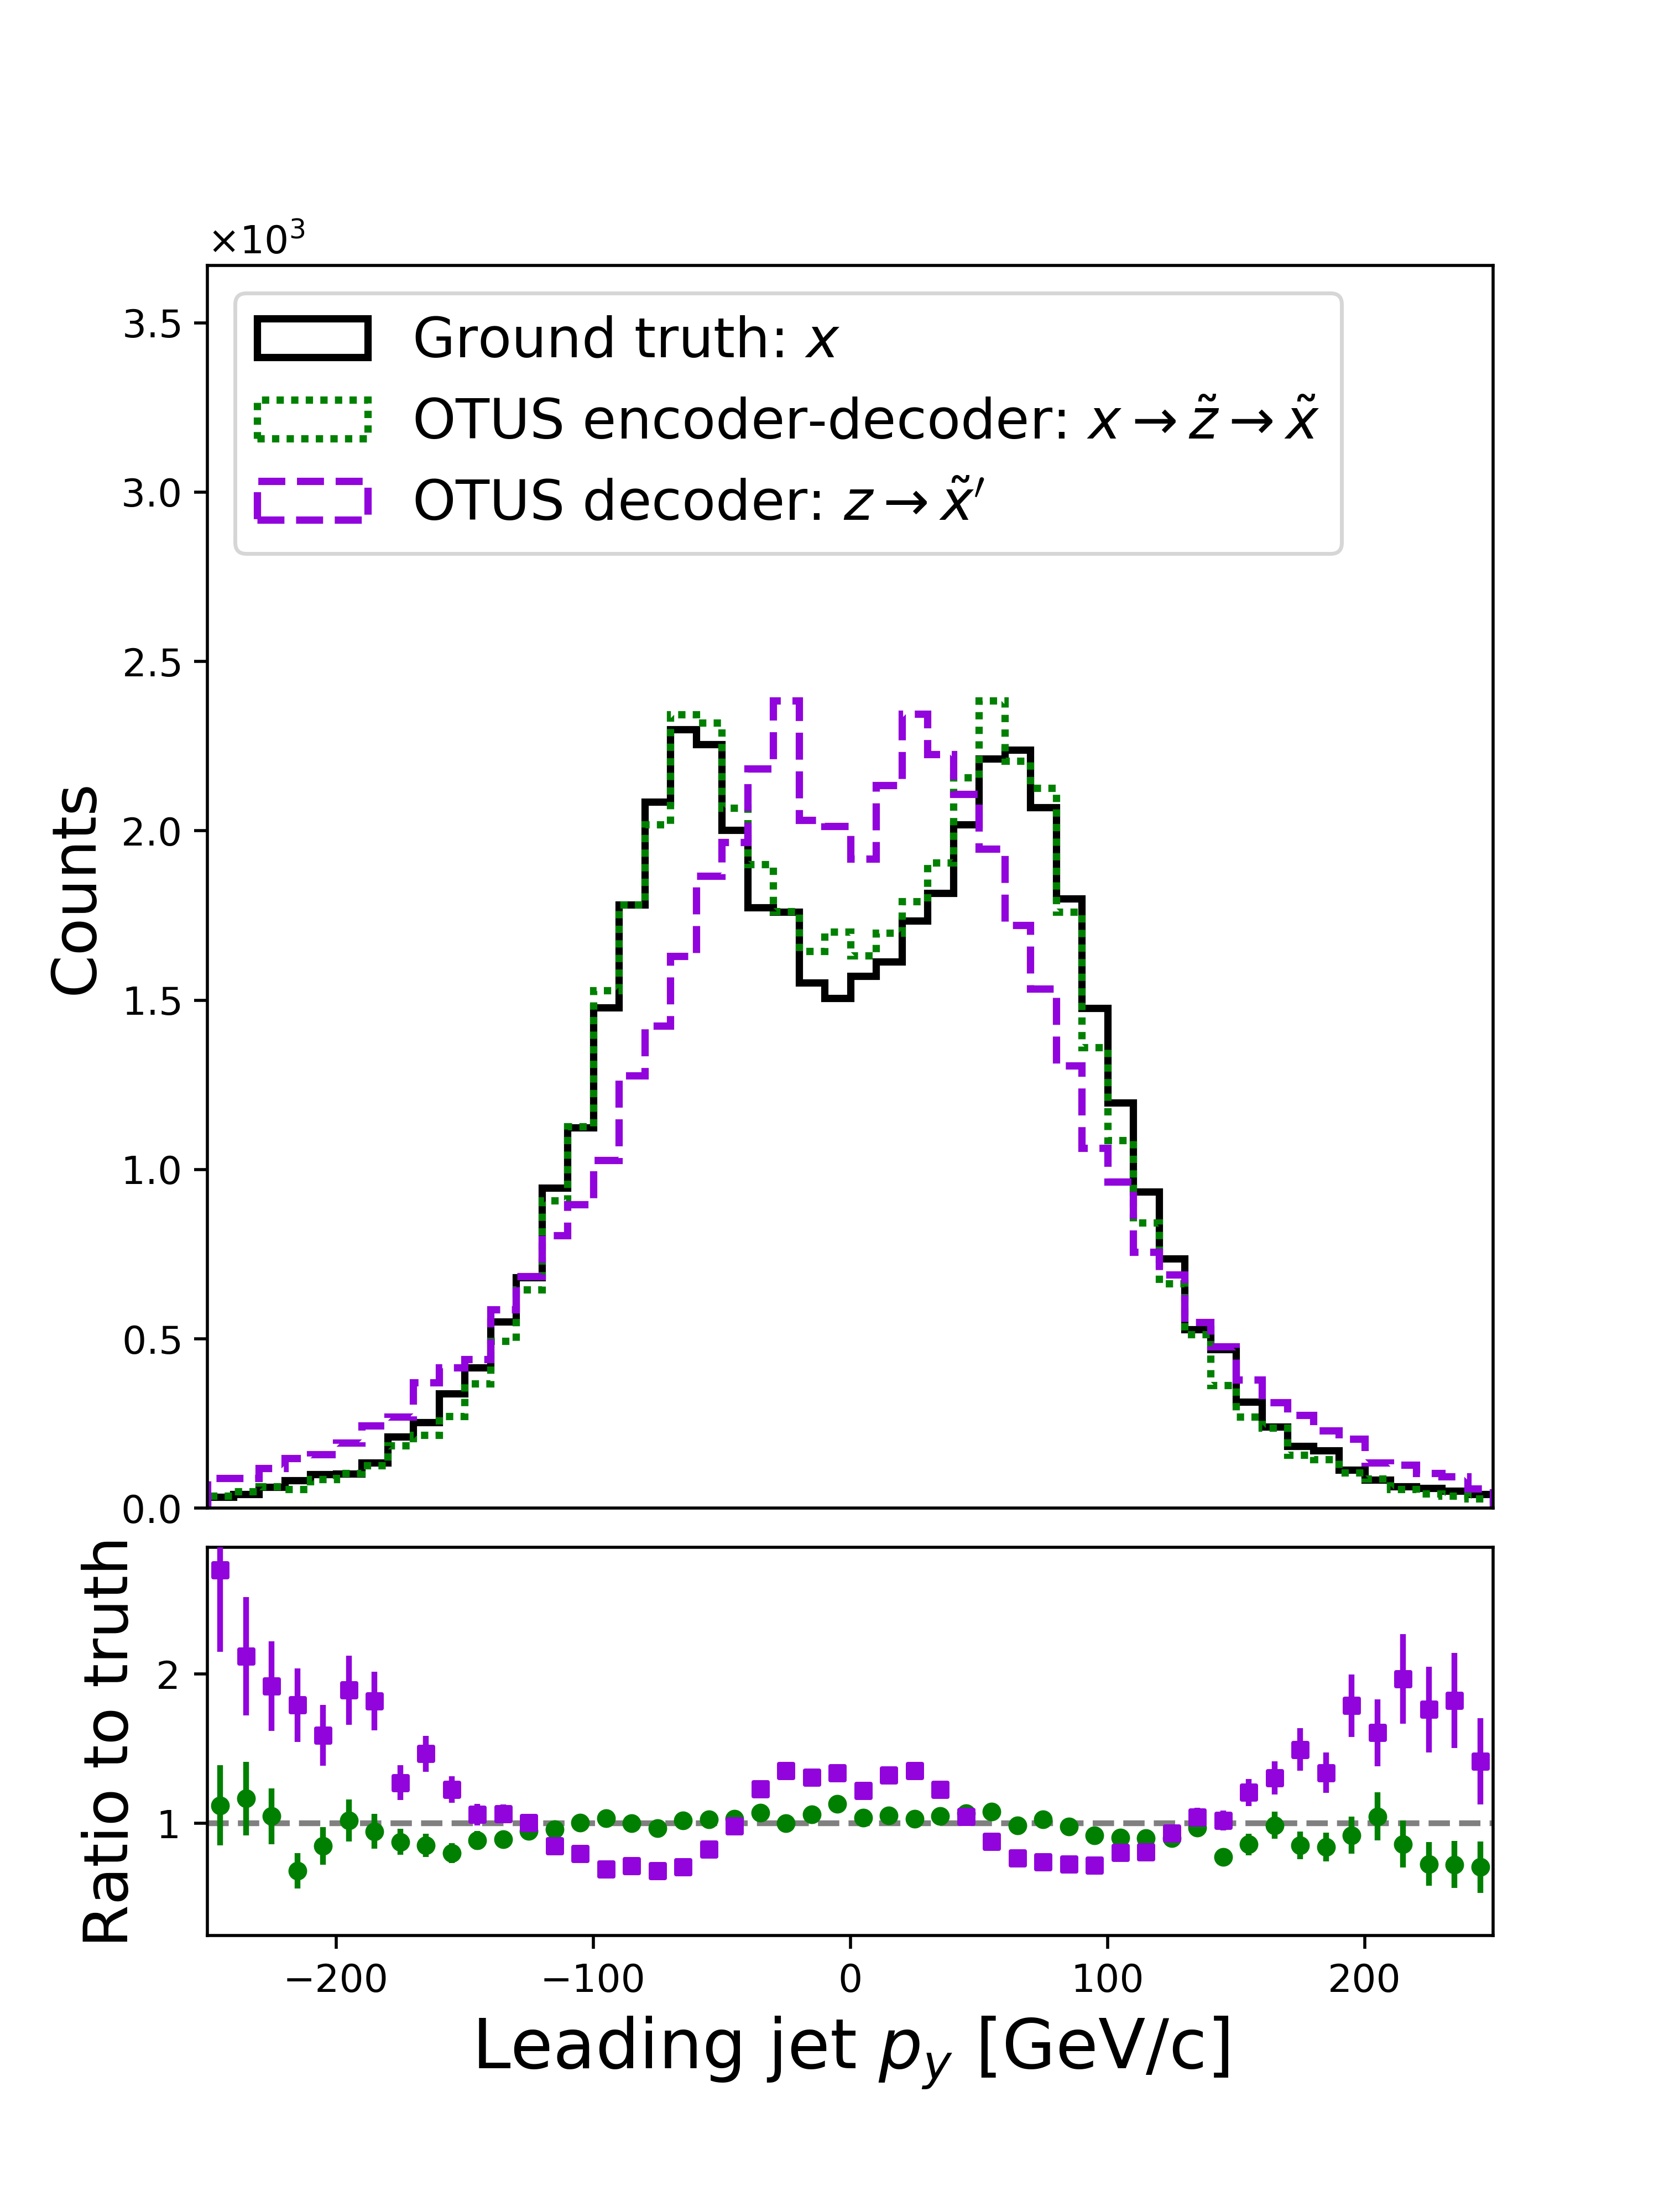 ×10³
3.5
3.0
2.5
2.0
1.5
1.0
0.5
0.0
Counts
Ground truth: x
OTUS encoder-decoder: x → z̃ → x̃
OTUS decoder: z → x̃′
2
1
Ratio to truth
−200 −100 0 100 200
Leading jet p_y [GeV/c]